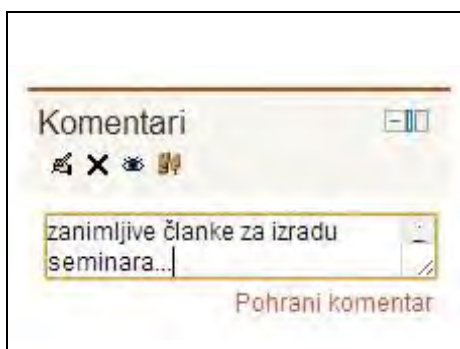 Komentari
zanimljive članke za izradu
seminara...
Pohrani komentar